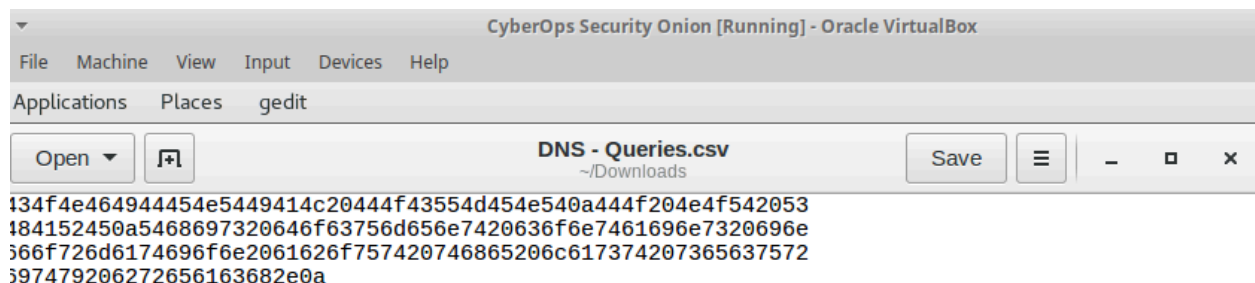 CyberOps Security Onion [Running] - Oracle VirtualBox
File Machine View Input Devices Help
Applications Places gedit
Open DNS - Queries.csv Save
~/Downloads
434f4e464944454e5449414c20444f43554d454e540a444f204e4f542053
484152450a5468697320646f63756d656e7420636f6e7461696e7320696e
666f726d6174696f6e2061626f757420746865206c617374207365637572
697479206272656163682e0a